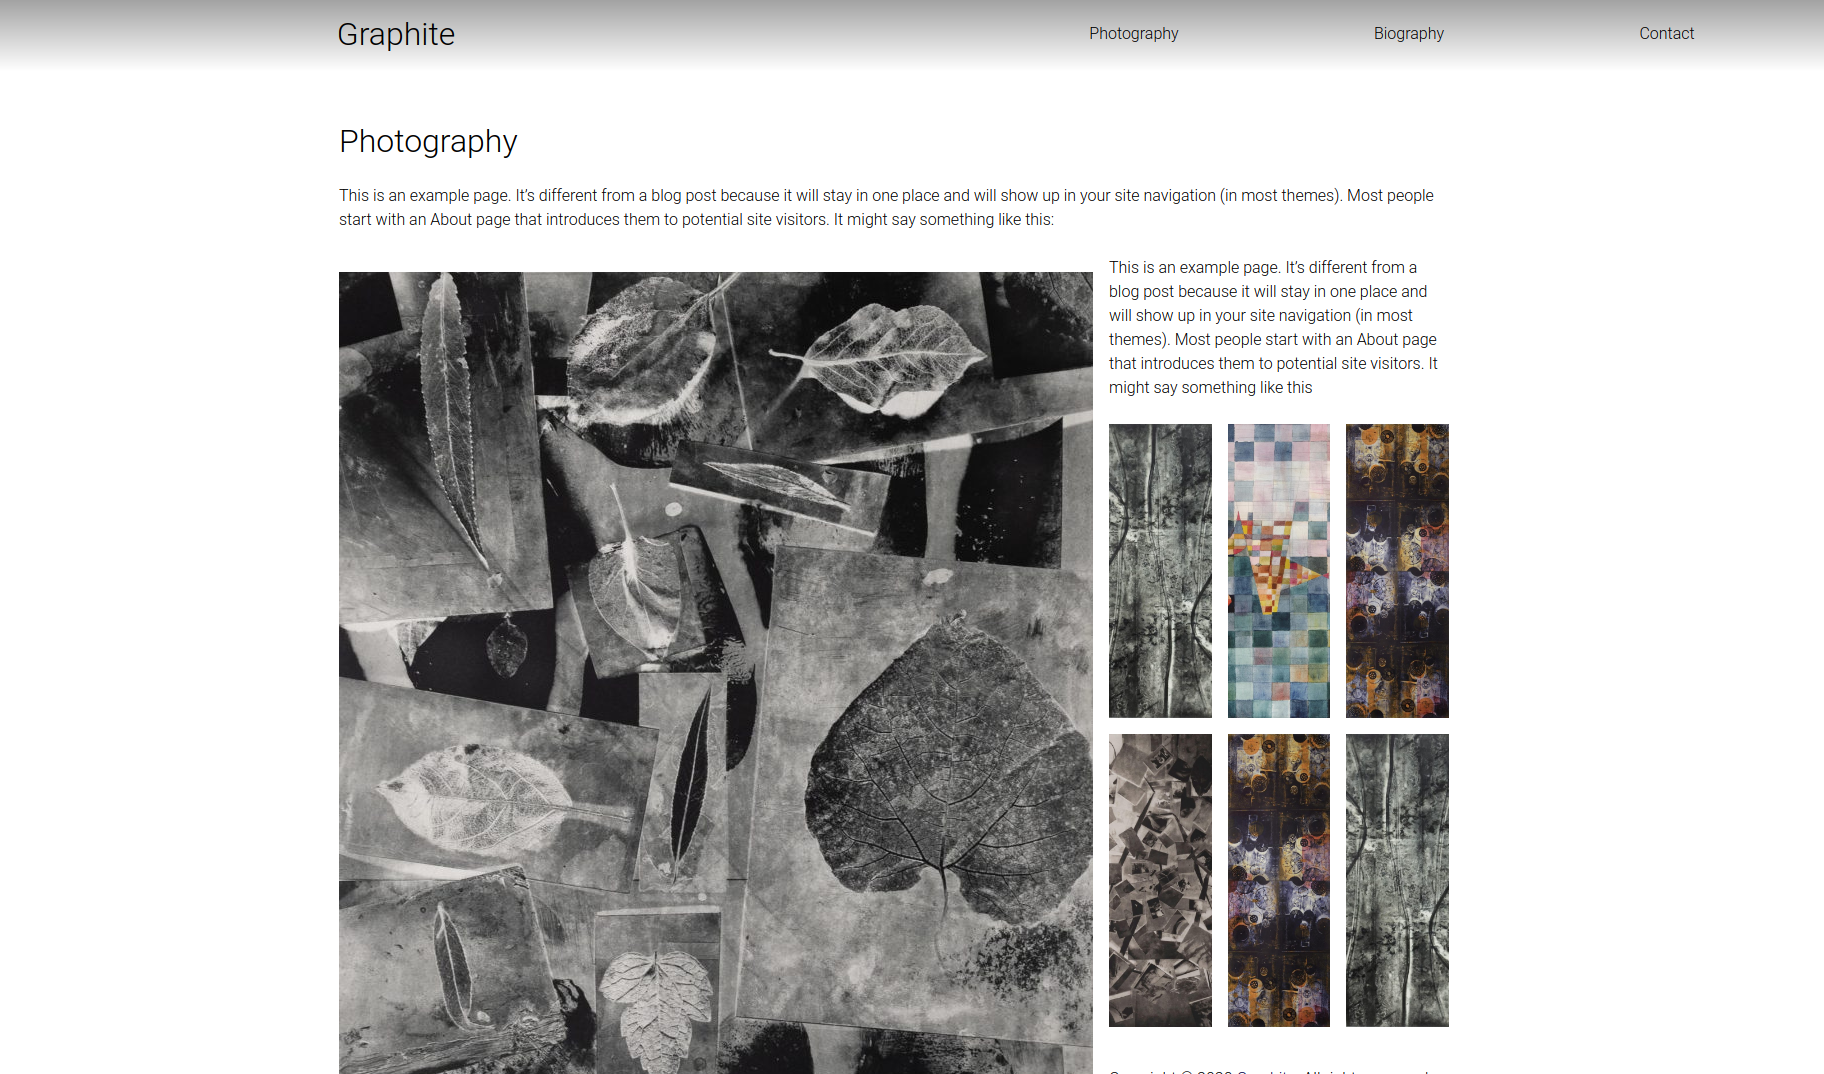 Graphite
Photography
Biography
Contact
Photography
This is an example page. It’s different from a blog post because it will stay in one place and will show up in your site navigation (in most themes). Most people
start with an About page that introduces them to potential site visitors. It might say something like this:
This is an example page. It’s different from a
blog post because it will stay in one place and
will show up in your site navigation (in most
themes). Most people start with an About page
that introduces them to potential site visitors. It
might say something like this